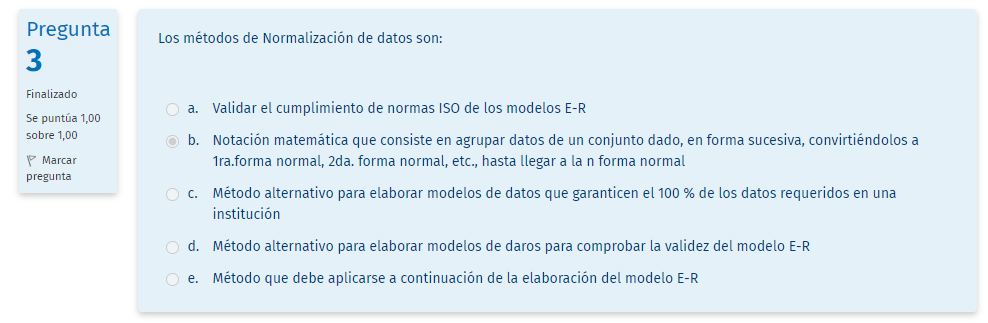 Pregunta
3
Finalizado
Se puntúa 1,00
sobre 1,00
Marcar
pregunta
Los métodos de Normalización de datos son:
a. Validar el cumplimiento de normas ISO de los modelos E-R
b. Notación matemática que consiste en agrupar datos de un conjunto dado, en forma sucesiva, convirtiéndolos a
1ra.forma normal, 2da. forma normal, etc., hasta llegar a la n forma normal
c. Método alternativo para elaborar modelos de datos que garanticen el 100 % de los datos requeridos en una
institución
d. Método alternativo para elaborar modelos de daros para comprobar la validez del modelo E-R
e. Método que debe aplicarse a continuación de la elaboración del modelo E-R